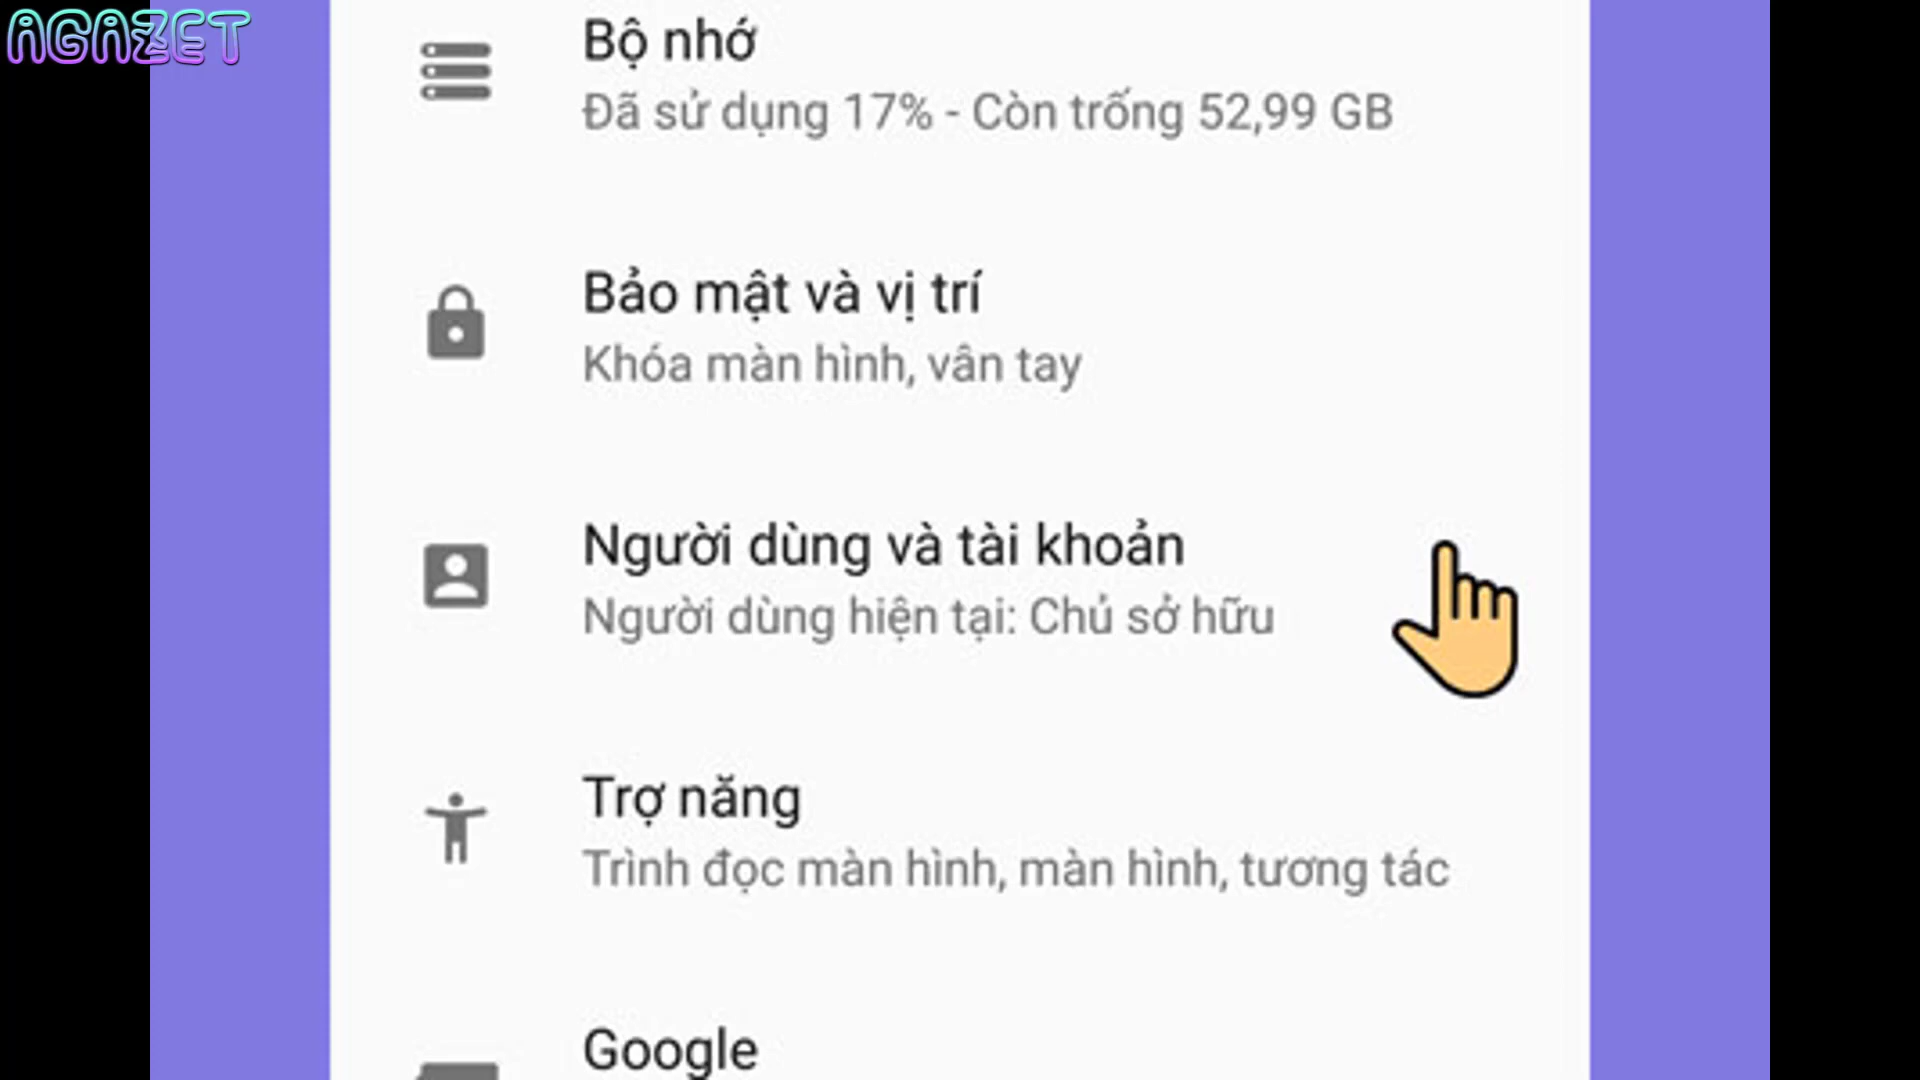 AGAZET
Bộ nhớ
Đã sử dụng 17% - Còn trống 52,99 GB
Bảo mật và vị trí
Khóa màn hình, vân tay
Người dùng và tài khoản
Người dùng hiện tại: Chủ sở hữu
Trợ năng
Trình đọc màn hình, màn hình, tương tác
Google